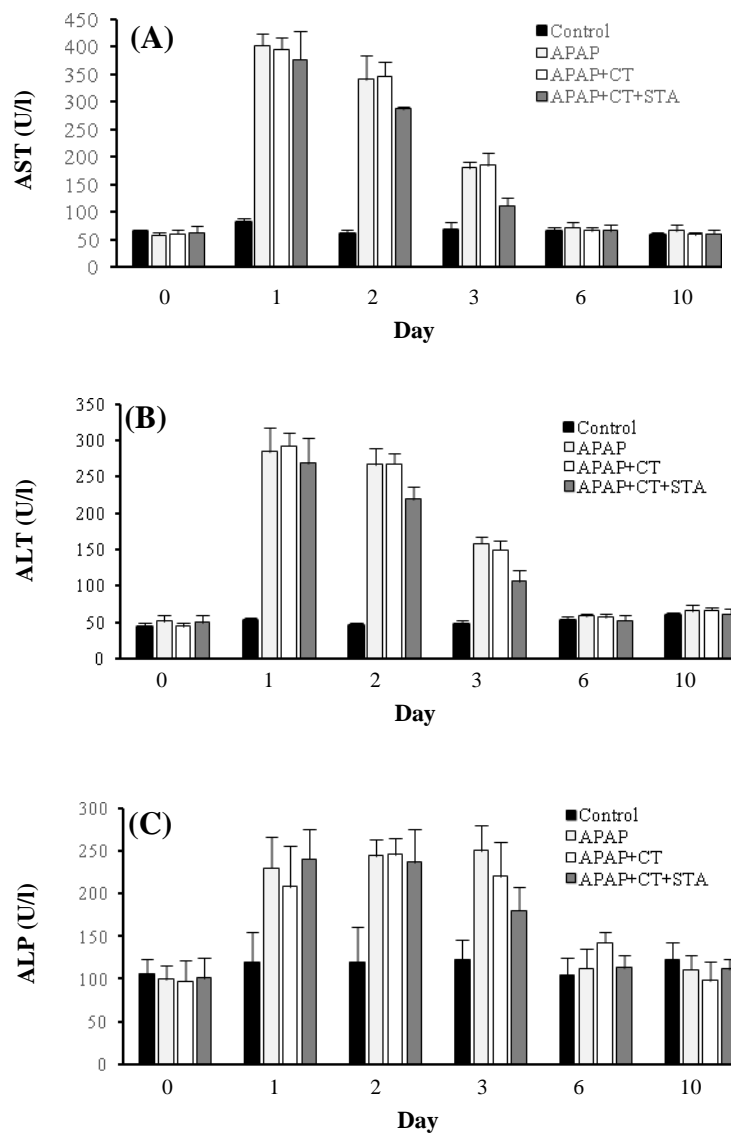 (A)
AST (U/l)
450
400
350
300
250
200
150
100
50
0
Control
APAP
APAP+CT
APAP+CT+STA
0 1 2 3 6 10
Day
(B)
ALT (U/l)
350
300
250
200
150
100
50
0
Control
APAP
APAP+CT
APAP+CT+STA
0 1 2 3 6 10
Day
(C)
ALP (U/l)
300
250
200
150
100
50
0
Control
APAP
APAP+CT
APAP+CT+STA
0 1 2 3 6 10
Day